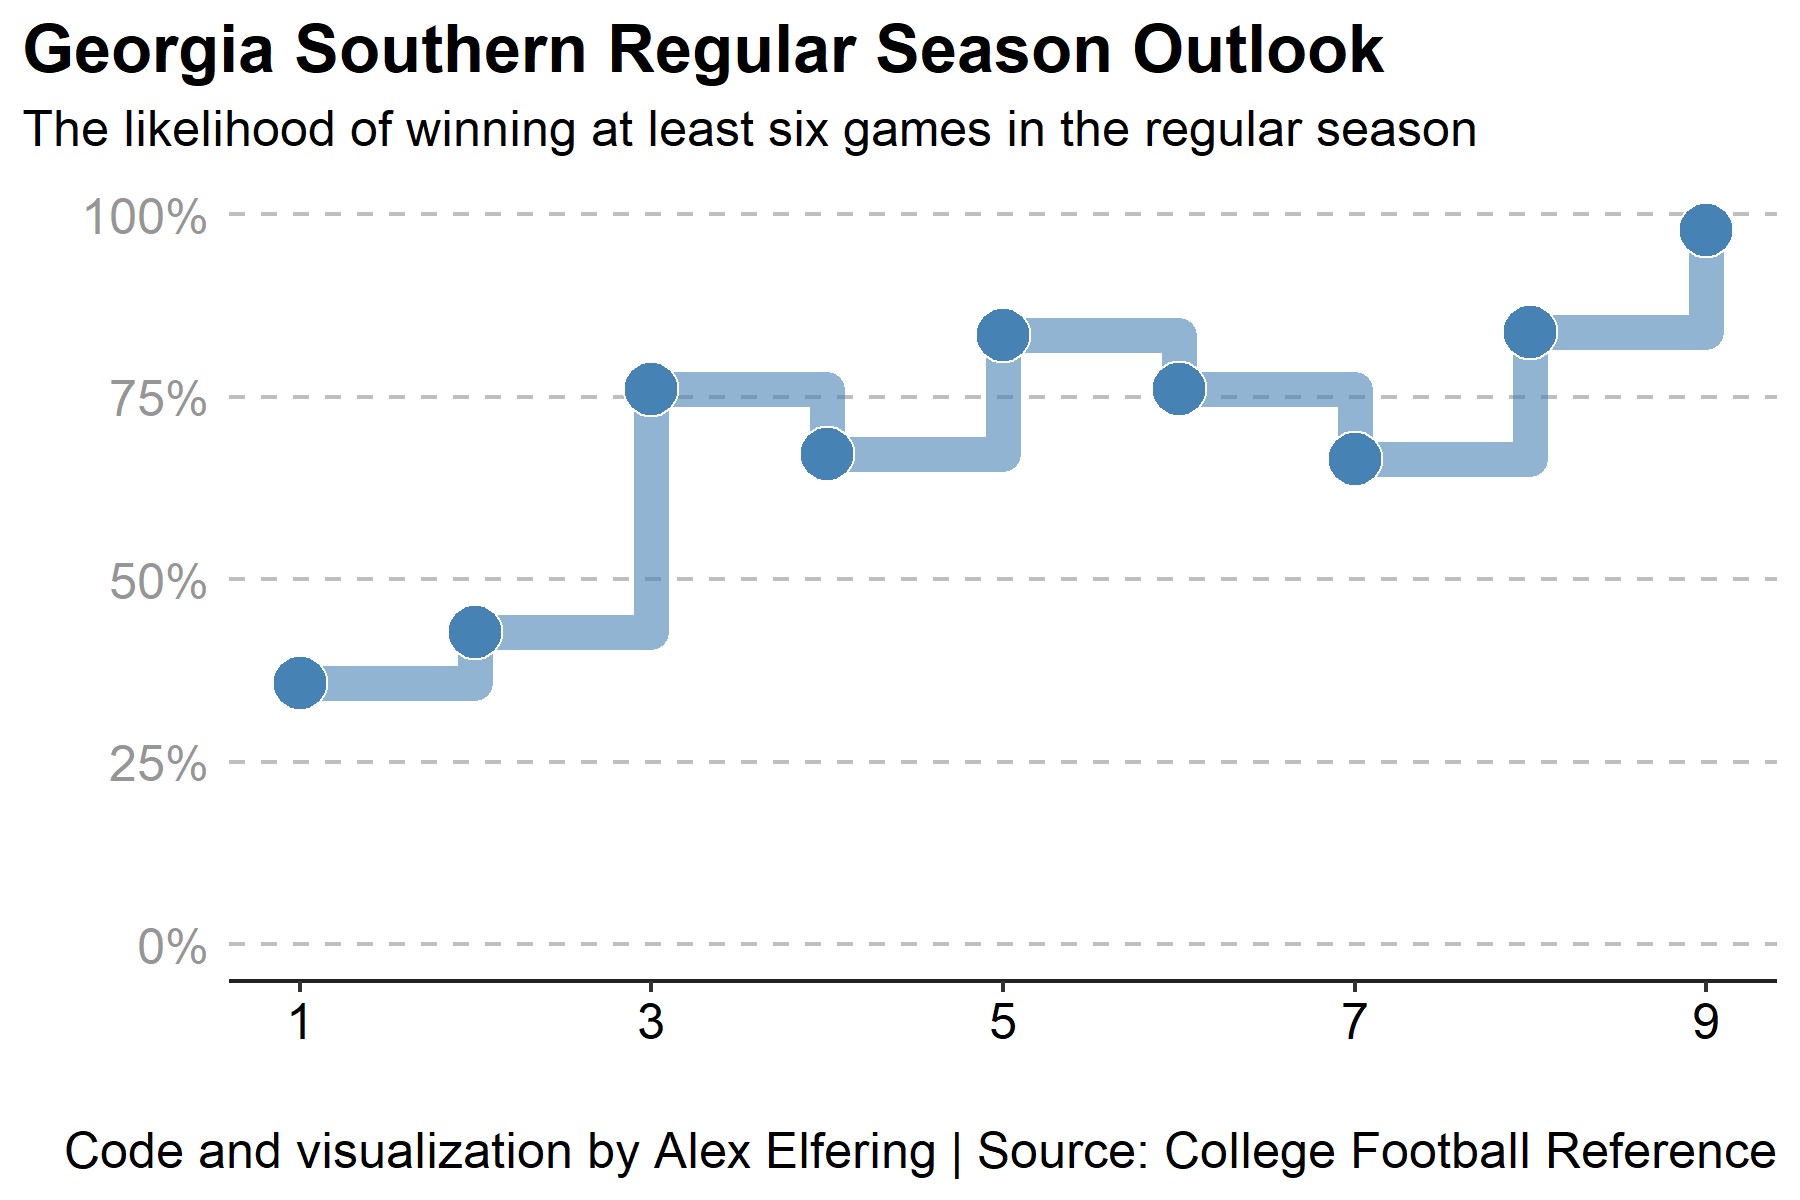 Georgia Southern Regular Season Outlook
The likelihood of winning at least six games in the regular season
100%
75%
50%
25%
0%
1 3 5 7 9
Code and visualization by Alex Elfering | Source: College Football Reference